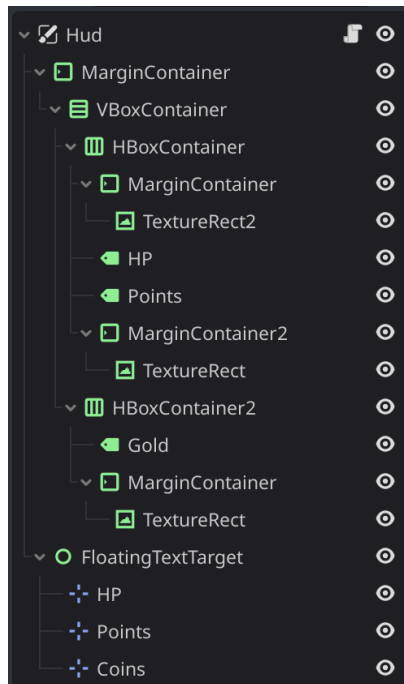 Hud
MarginContainer
VBoxContainer
HBoxContainer
MarginContainer
TextureRect2
HP
Points
MarginContainer2
TextureRect
HBoxContainer2
Gold
MarginContainer
TextureRect
FloatingTextTarget
HP
Points
Coins